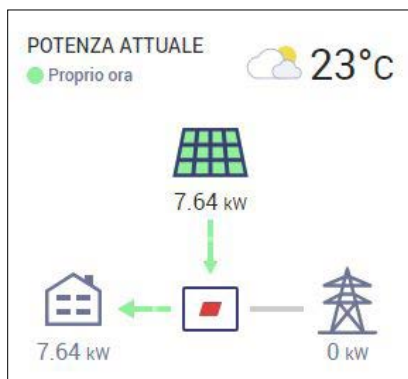 POTENZA ATTUALE
Proprio ora
23°C
7.64 kW
7.64 kW
0 kW